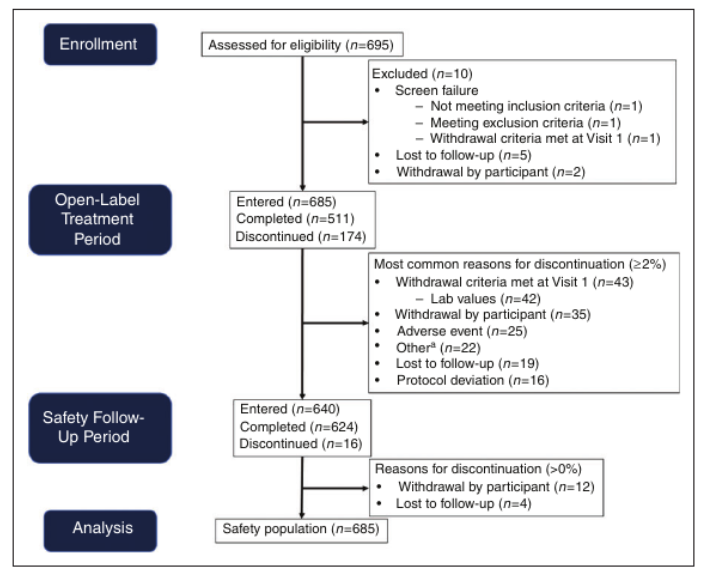 Enrollment
Assessed for eligibility (n=695)
Excluded (n=10)
• Screen failure
– Not meeting inclusion criteria (n=1)
– Meeting exclusion criteria (n=1)
– Withdrawal criteria met at Visit 1 (n=1)
• Lost to follow-up (n=5)
• Withdrawal by participant (n=2)
Open-Label
Treatment
Period
Entered (n=685)
Completed (n=511)
Discontinued (n=174)
Most common reasons for discontinuation (≥2%)
• Withdrawal criteria met at Visit 1 (n=43)
– Lab values (n=42)
• Withdrawal by participant (n=35)
• Adverse event (n=25)
• Otherᵃ (n=22)
• Lost to follow-up (n=19)
• Protocol deviation (n=16)
Safety Follow-
Up Period
Entered (n=640)
Completed (n=624)
Discontinued (n=16)
Reasons for discontinuation (>0%)
• Withdrawal by participant (n=12)
• Lost to follow-up (n=4)
Analysis
Safety population (n=685)